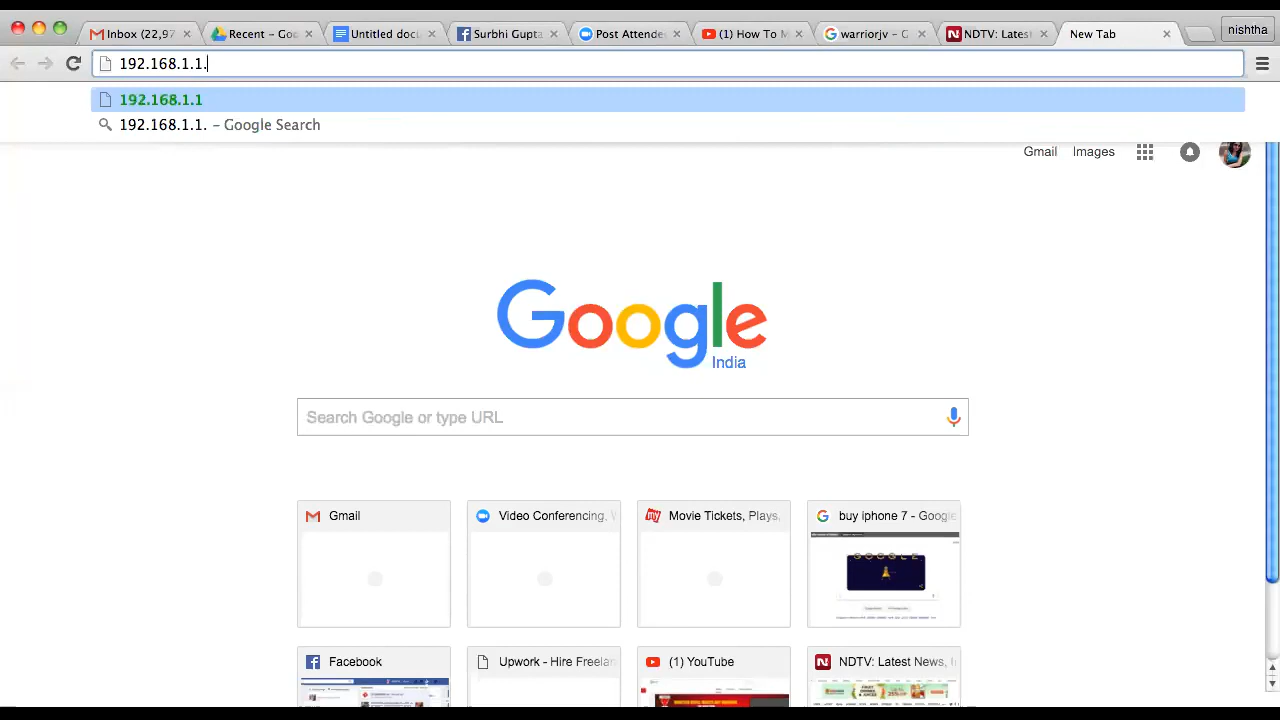 Inbox (22,97
Recent – Goo
Untitled docu
Surbhi Gupta
Post Attende
(1) How To M
warriorjv – G
NDTV: Latest
New Tab
nishtha
192.168.1.1.
192.168.1.1
192.168.1.1. – Google Search
Gmail
Images
Google
India
Search Google or type URL
Gmail
Video Conferencing. W
Movie Tickets, Plays,
buy iphone 7 - Google
GOOGLE
Facebook
Upwork - Hire Freelan
(1) YouTube
NDTV: Latest News, I